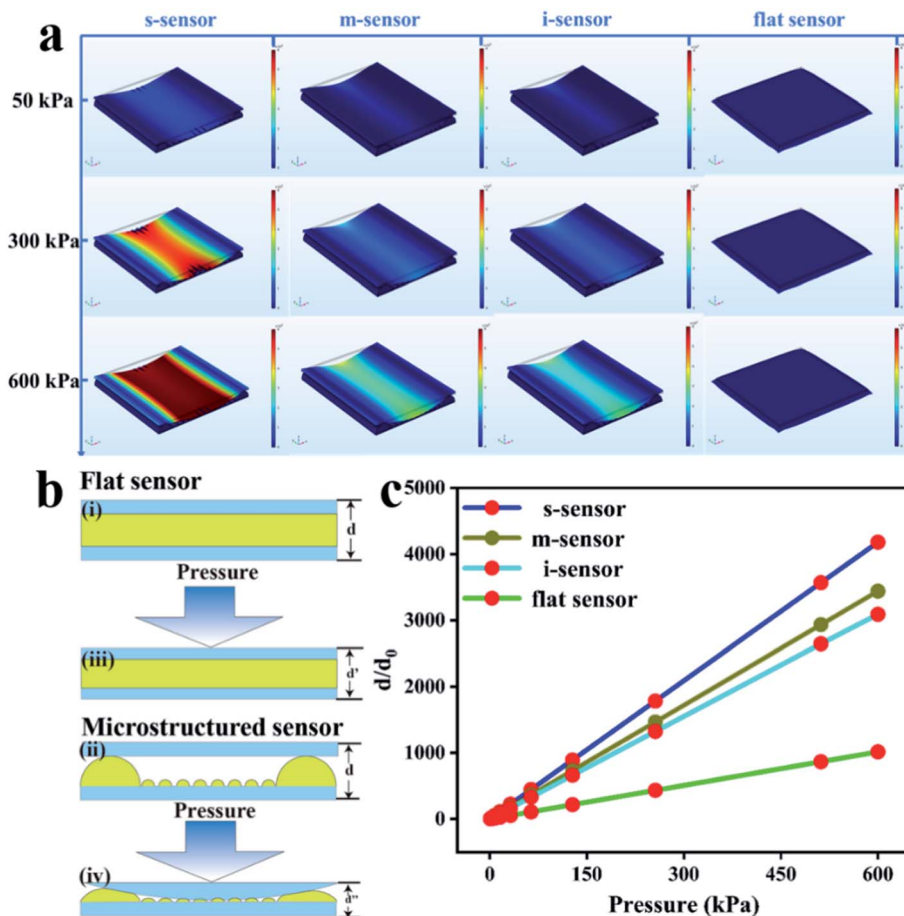 a
s-sensor m-sensor i-sensor flat sensor
50 kPa
300 kPa
600 kPa
b
Flat sensor
(i) d
Pressure
(iii) d'
Microstructured sensor
(ii) d
Pressure
(iv) d''
c
5000
4000
3000
2000
1000
0
d/d0
s-sensor
m-sensor
i-sensor
flat sensor
0 150 300 450 600
Pressure (kPa)